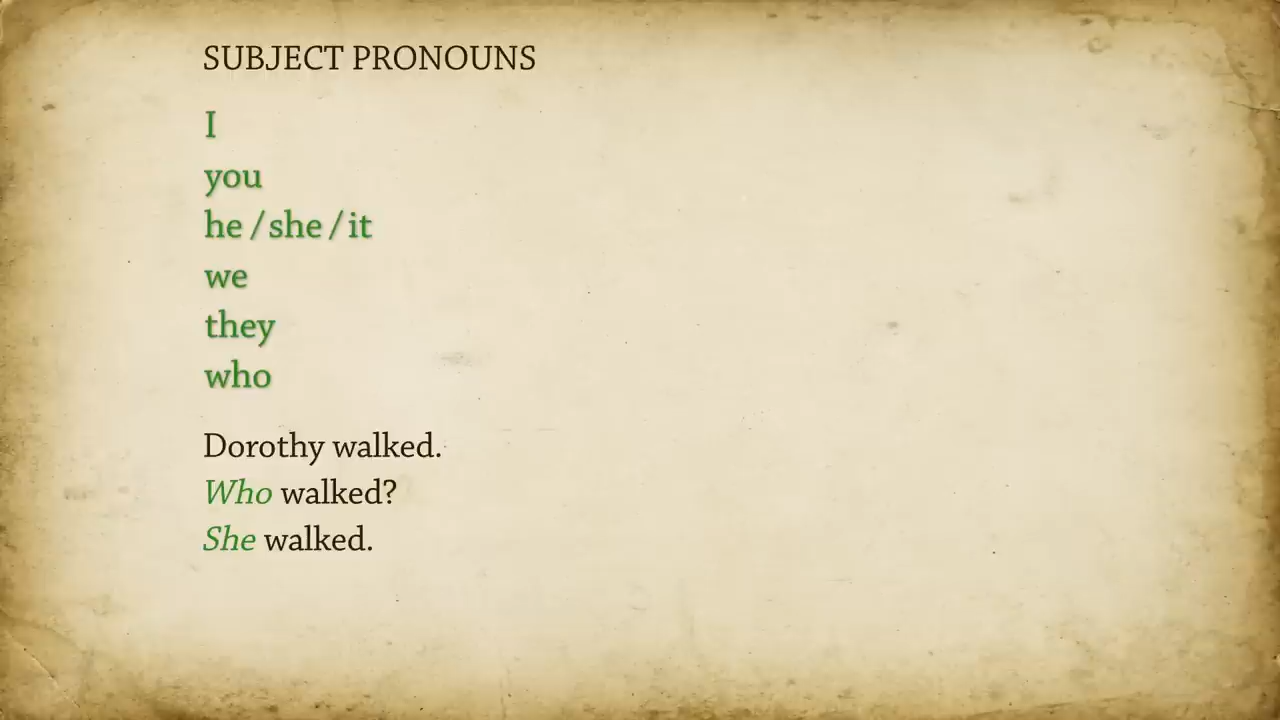 SUBJECT PRONOUNS
I
you
he / she / it
we
they
who
Dorothy walked.
Who walked?
She walked.